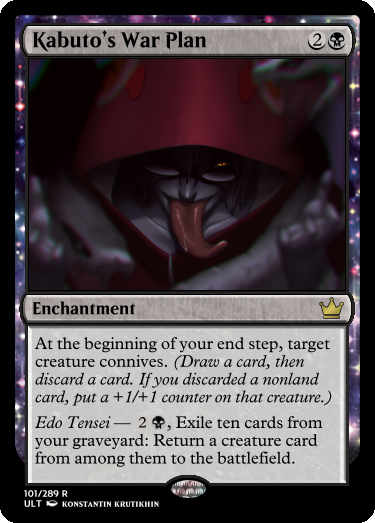 Kabuto's War Plan 2
Enchantment
At the beginning of your end step, target
creature connives. (Draw a card, then
discard a card. If you discarded a nonland
card, put a +1/+1 counter on that creature.)
Edo Tensei — 2 , Exile ten cards from
your graveyard: Return a creature card
from among them to the battlefield.
101/289 R
ULT KONSTANTIN KRUTIKHIN